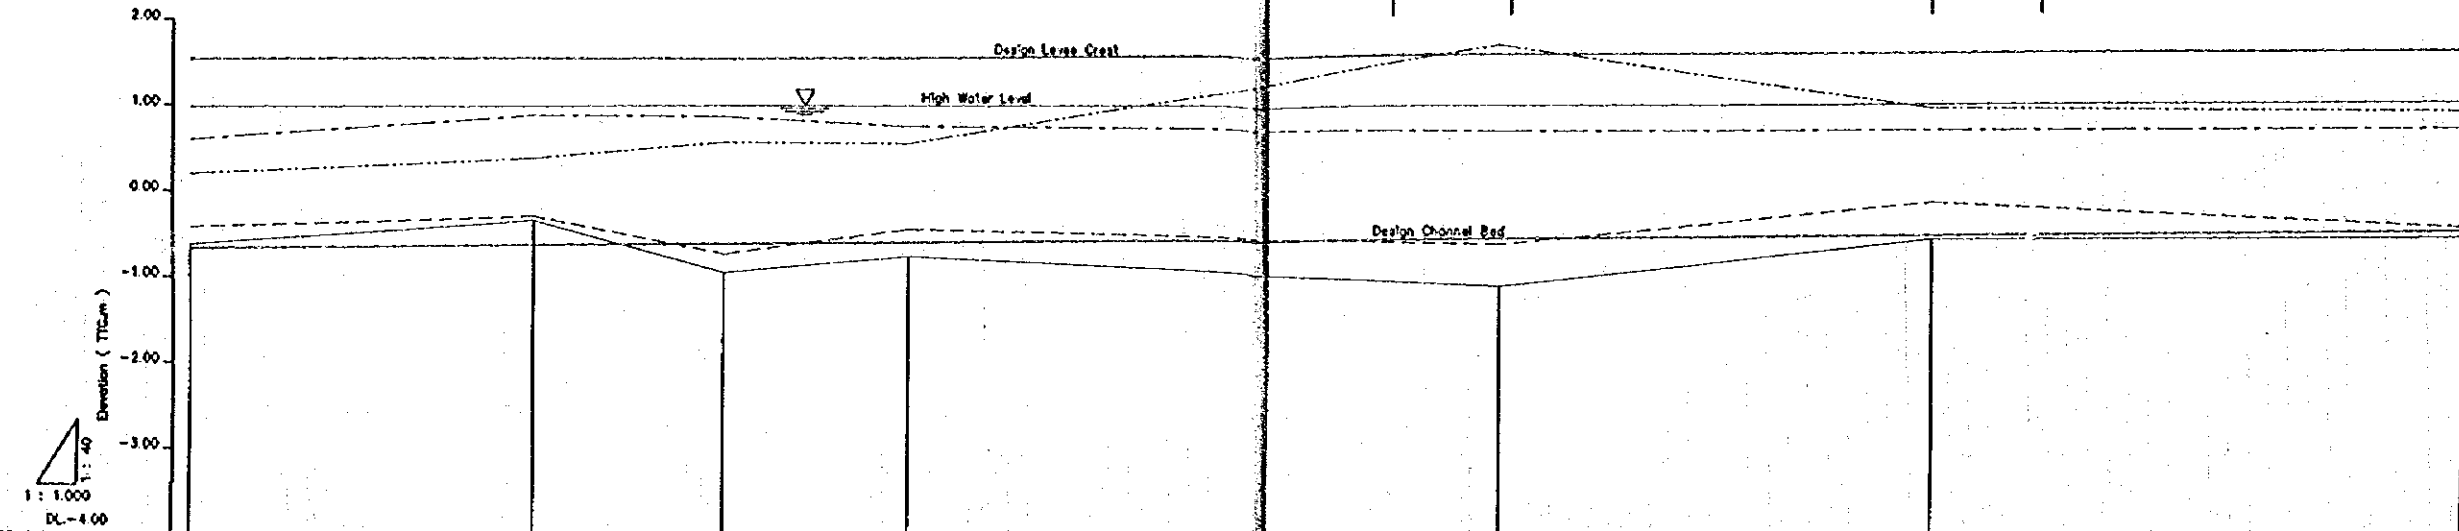 2.00
Design Levee Crest
1.00
High Water Level
0.00
Design Channel Bed
-1.00
-2.00
-3.00
Elevation ( TTG.m )
1 : 40
1 : 1.000
DL.-4.00